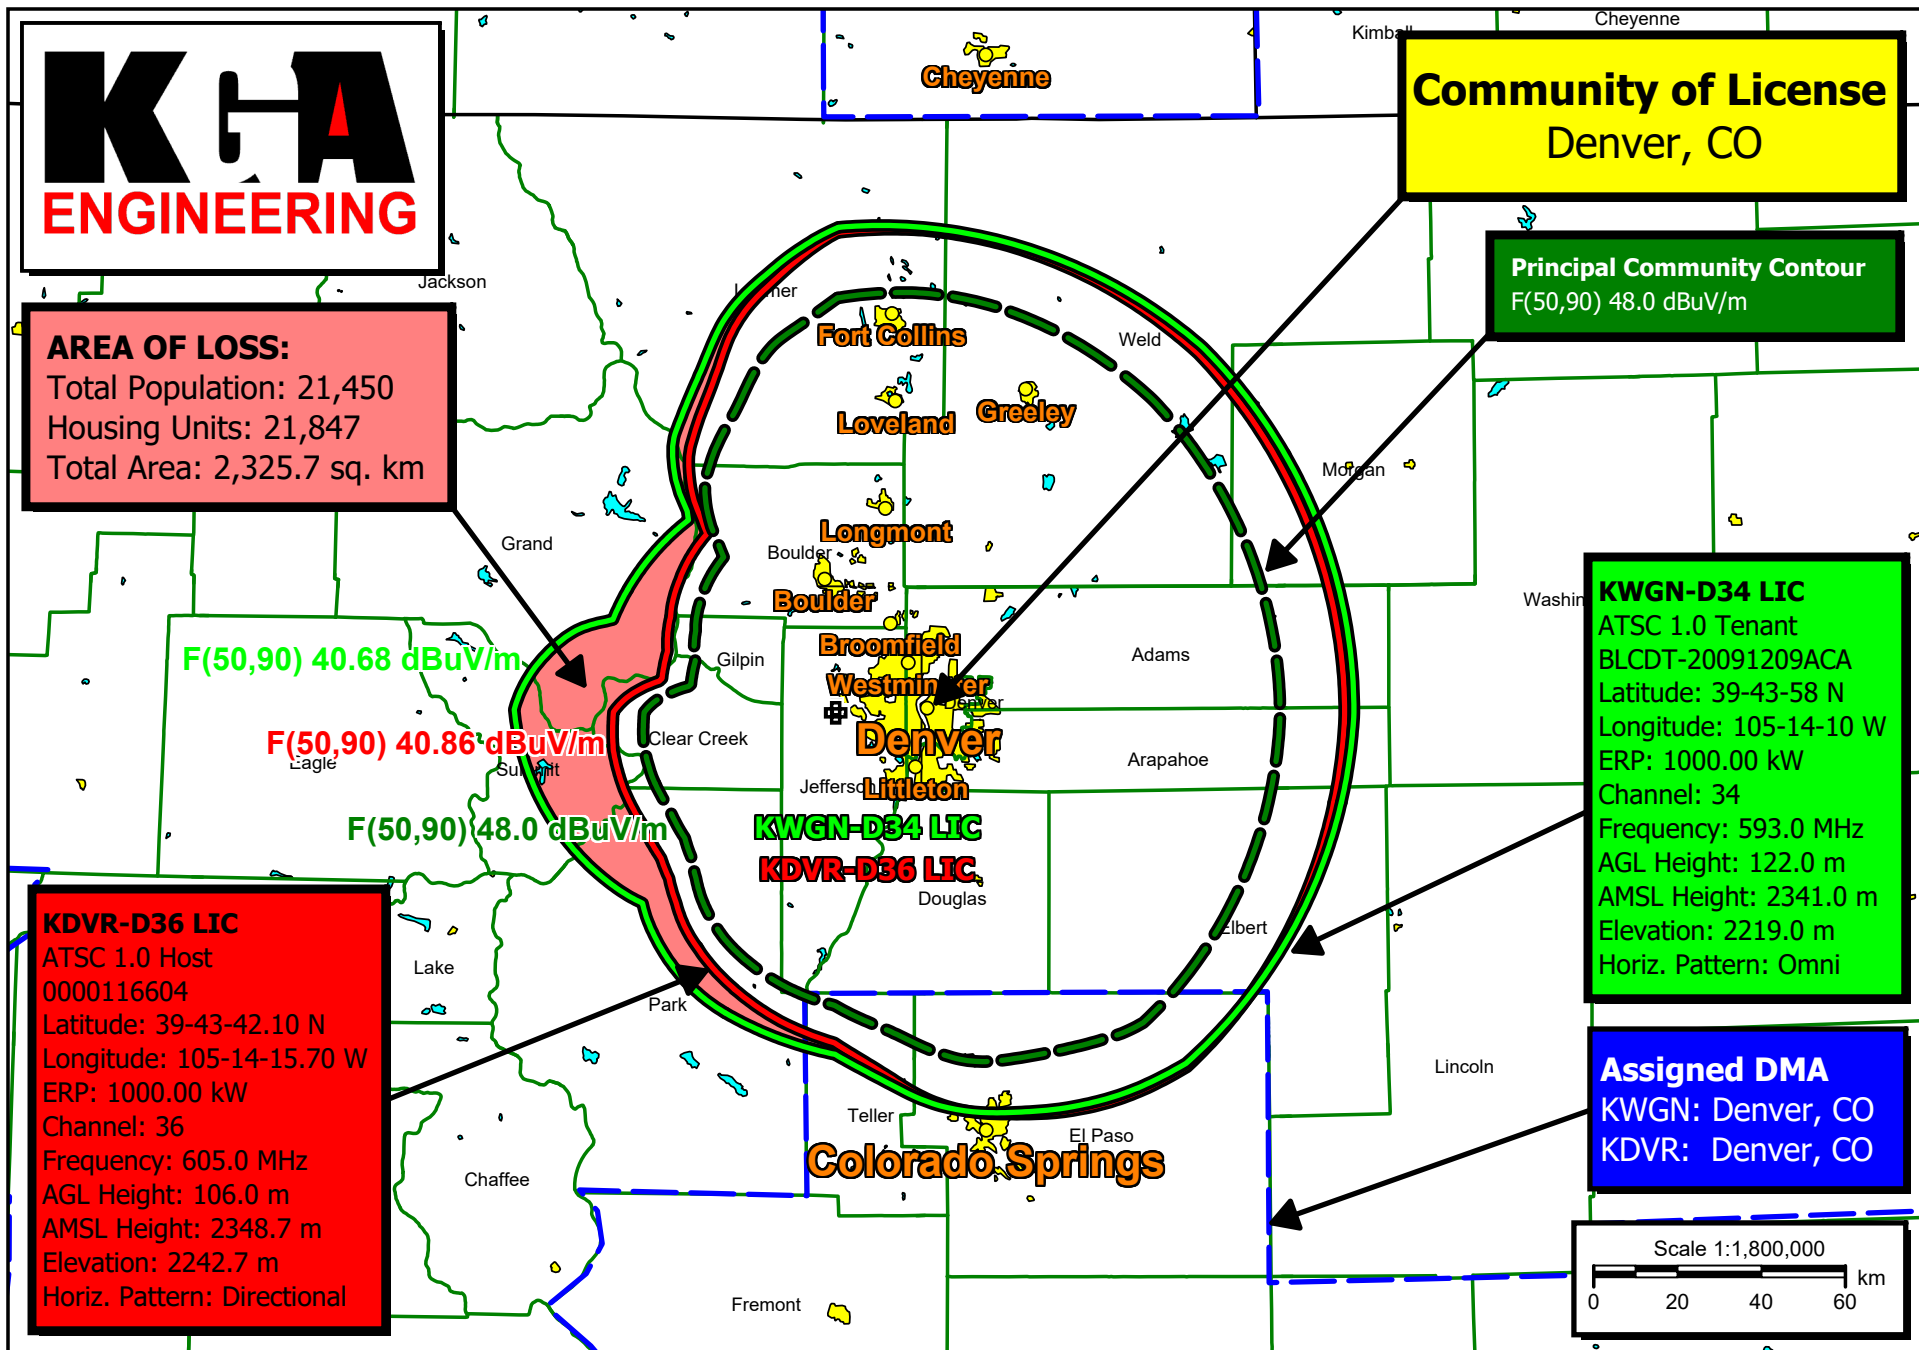 KGA
ENGINEERING
Community of License
Denver, CO
Principal Community Contour
F(50,90) 48.0 dBuV/m
AREA OF LOSS:
Total Population: 21,450
Housing Units: 21,847
Total Area: 2,325.7 sq. km
KWGN-D34 LIC
ATSC 1.0 Tenant
BLCDT-20091209ACA
Latitude: 39-43-58 N
Longitude: 105-14-10 W
ERP: 1000.00 kW
Channel: 34
Frequency: 593.0 MHz
AGL Height: 122.0 m
AMSL Height: 2341.0 m
Elevation: 2219.0 m
Horiz. Pattern: Omni
KDVR-D36 LIC
ATSC 1.0 Host
0000116604
Latitude: 39-43-42.10 N
Longitude: 105-14-15.70 W
ERP: 1000.00 kW
Channel: 36
Frequency: 605.0 MHz
AGL Height: 106.0 m
AMSL Height: 2348.7 m
Elevation: 2242.7 m
Horiz. Pattern: Directional
Assigned DMA
KWGN: Denver, CO
KDVR: Denver, CO
Scale 1:1,800,000
km
0 20 40 60
Cheyenne
Kimball
Cheyenne
Jackson
Larimer
Fort Collins
Weld
Loveland
Greeley
Morgan
Longmont
Grand
Boulder
Boulder
Washin
Broomfield
F(50,90) 40.68 dBuV/m
Gilpin
Adams
Westminster
Denver
F(50,90) 40.86 dBuV/m
Clear Creek
Denver
Eagle
Summit
Arapahoe
Jefferson
Littleton
F(50,90) 48.0 dBuV/m
KWGN-D34 LIC
KDVR-D36 LIC
Douglas
Elbert
Lake
Park
Lincoln
Teller
El Paso
Colorado Springs
Chaffee
Fremont